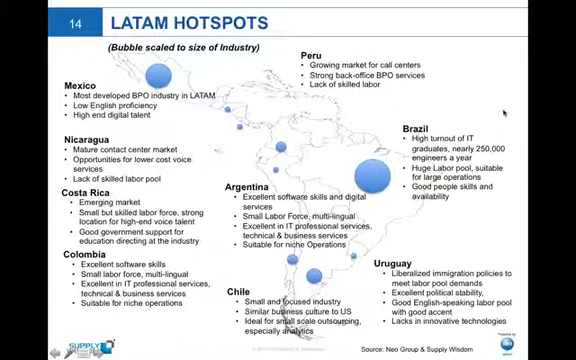 14
LATAM HOTSPOTS
(Bubble scaled to size of Industry)
Peru
• Growing market for call centers
• Strong back-office BPO services
• Lack of skilled labor
Mexico
• Most developed BPO industry in LATAM
• Low English proficiency
• High end digital talent
Brazil
• High turnout of IT
graduates, nearly 250,000
engineers a year
• Huge Labor pool, suitable
for large operations
• Good people skills and
availability
Nicaragua
• Mature contact center market
• Opportunities for lower cost voice
services
• Lack of skilled labor pool
Costa Rica
• Emerging market
• Small but skilled labor force, strong
location for high-end voice talent
• Good government support for
education directing at the industry
Argentina
• Excellent software skills and digital
services
• Small Labor Force, multi-lingual
• Excellent in IT professional services,
technical & business services
• Suitable for niche Operations
Colombia
• Excellent software skills
• Small labor force, multi-lingual
• Excellent in IT professional services,
technical & business services
• Suitable for niche operations
Uruguay
• Liberalized immigration policies to
meet labor pool demands
• Excellent political stability,
• Good English-speaking labor pool
with good accent
• Lacks in innovative technologies
Chile
• Small and focused industry
• Similar business culture to US
• Ideal for small scale outsourcing,
especially analytics
SUPPLY
Source: Neo Group & Supply Wisdom